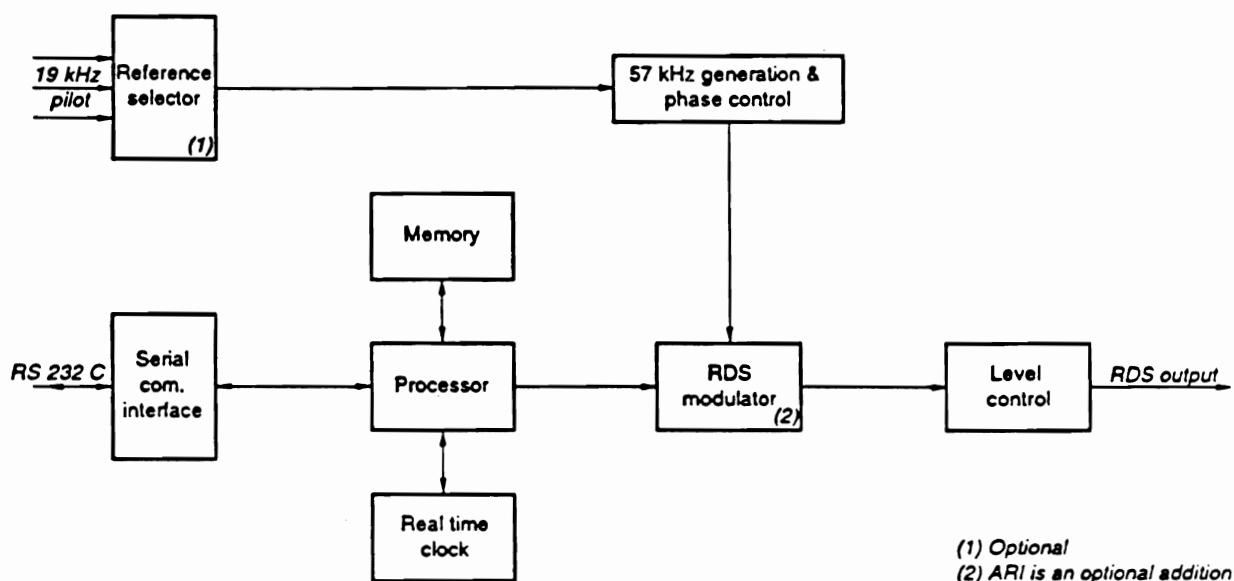 19 kHz
pilot
Reference
selector
(1)
57 kHz generation &
phase control
Memory
RS 232 C
Serial
com.
interface
Processor
RDS
modulator
(2)
Level
control
RDS output
Real time
clock
(1) Optional
(2) ARI is an optional addition